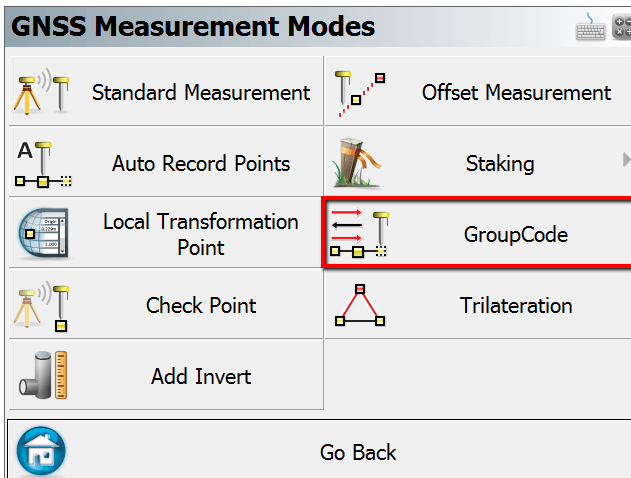 GNSS Measurement Modes
Standard Measurement
Offset Measurement
A
Auto Record Points
Staking
Local Transformation
Point
GroupCode
Check Point
Trilateration
Add Invert
Go Back